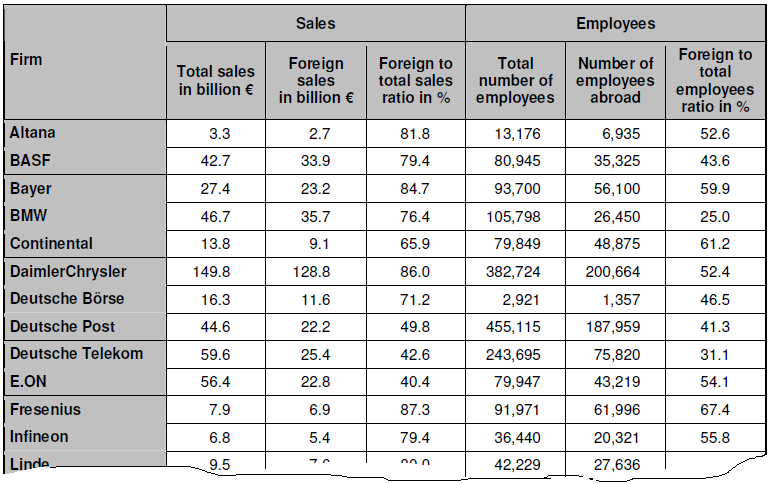 Firm Sales Employees
Total sales in billion € Foreign sales in billion € Foreign to total sales ratio in % Total number of employees Number of employees abroad Foreign to total employees ratio in %
Altana 3.3 2.7 81.8 13,176 6,935 52.6
BASF 42.7 33.9 79.4 80,945 35,325 43.6
Bayer 27.4 23.2 84.7 93,700 56,100 59.9
BMW 46.7 35.7 76.4 105,798 26,450 25.0
Continental 13.8 9.1 65.9 79,849 48,875 61.2
DaimlerChrysler 149.8 128.8 86.0 382,724 200,664 52.4
Deutsche Börse 16.3 11.6 71.2 2,921 1,357 46.5
Deutsche Post 44.6 22.2 49.8 455,115 187,959 41.3
Deutsche Telekom 59.6 25.4 42.6 243,695 75,820 31.1
E.ON 56.4 22.8 40.4 79,947 43,219 54.1
Fresenius 7.9 6.9 87.3 91,971 61,996 67.4
Infineon 6.8 5.4 79.4 36,440 20,321 55.8
Linde 9.5 42,229 27,636